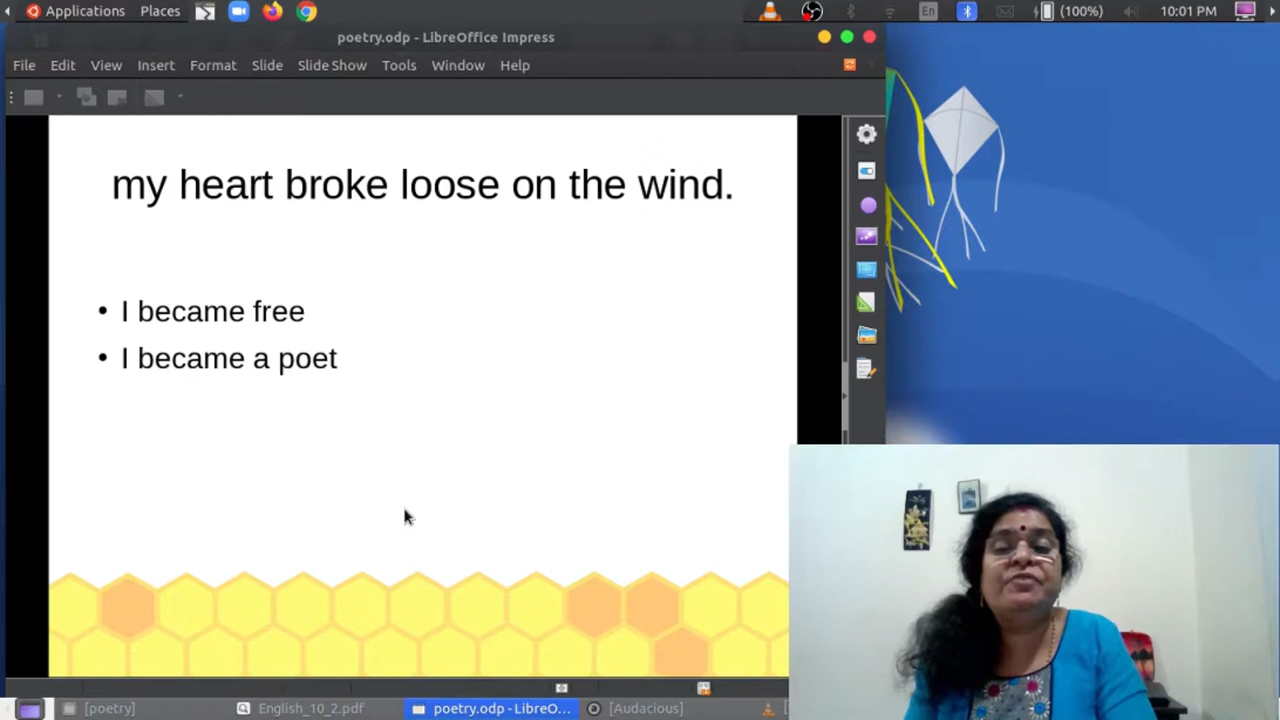 Applications Places
En
(100%)
10:01 PM
poetry.odp - LibreOffice Impress
File Edit View Insert Format Slide Slide Show Tools Window Help
my heart broke loose on the wind.
• I became free
• I became a poet
[poetry]
English_10_2.pdf
poetry.odp - LibreO...
[Audacious]